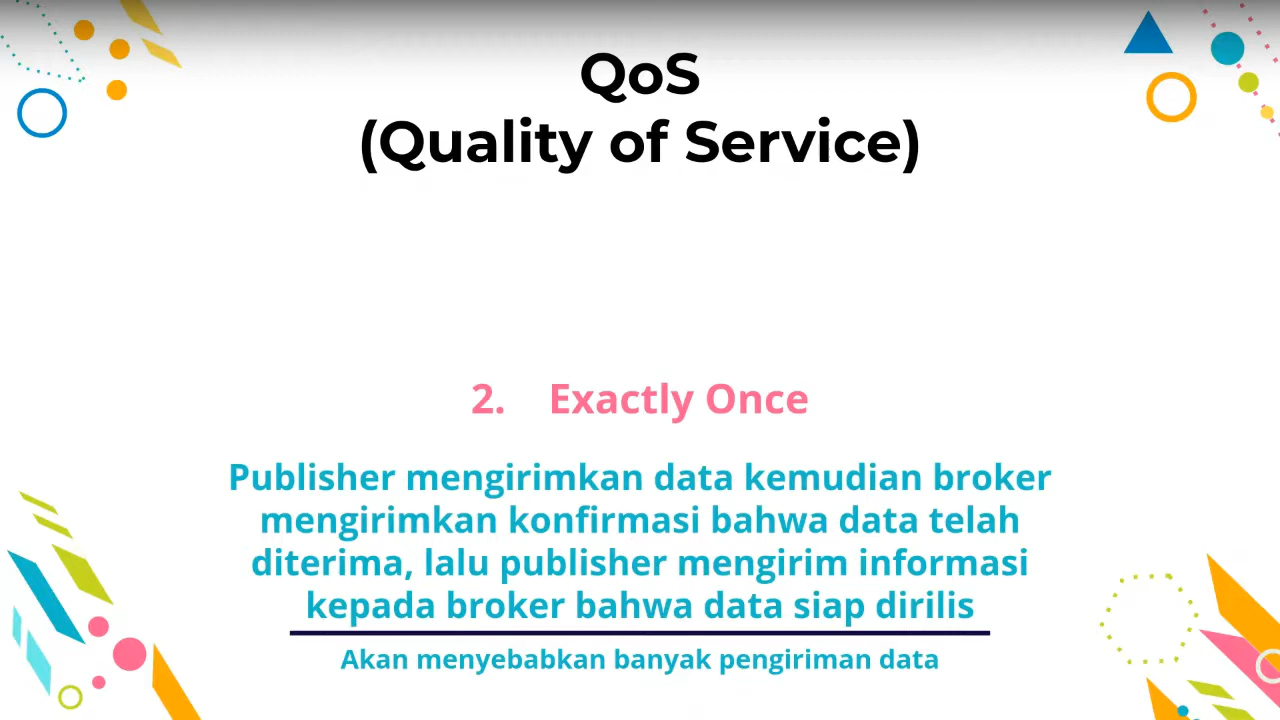 QoS
(Quality of Service)
2. Exactly Once
Publisher mengirimkan data kemudian broker
mengirimkan konfirmasi bahwa data telah
diterima, lalu publisher mengirim informasi
kepada broker bahwa data siap dirilis
Akan menyebabkan banyak pengiriman data